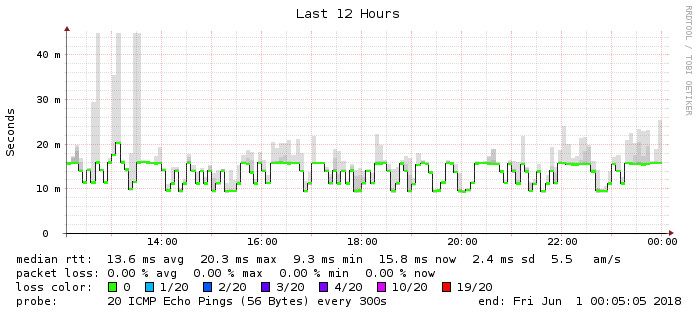 Last 12 Hours
RRDTOOL / TOBI OETIKER
Seconds
40 m
30 m
20 m
10 m
0
14:00 16:00 18:00 20:00 22:00 00:00
median rtt: 13.6 ms avg 20.3 ms max 9.3 ms min 15.8 ms now 2.4 ms sd 5.5 am/s
packet loss: 0.00 % avg 0.00 % max 0.00 % min 0.00 % now
loss color: 0 1/20 2/20 3/20 4/20 10/20 19/20
probe: 20 ICMP Echo Pings (56 Bytes) every 300s end: Fri Jun 1 00:05:05 2018